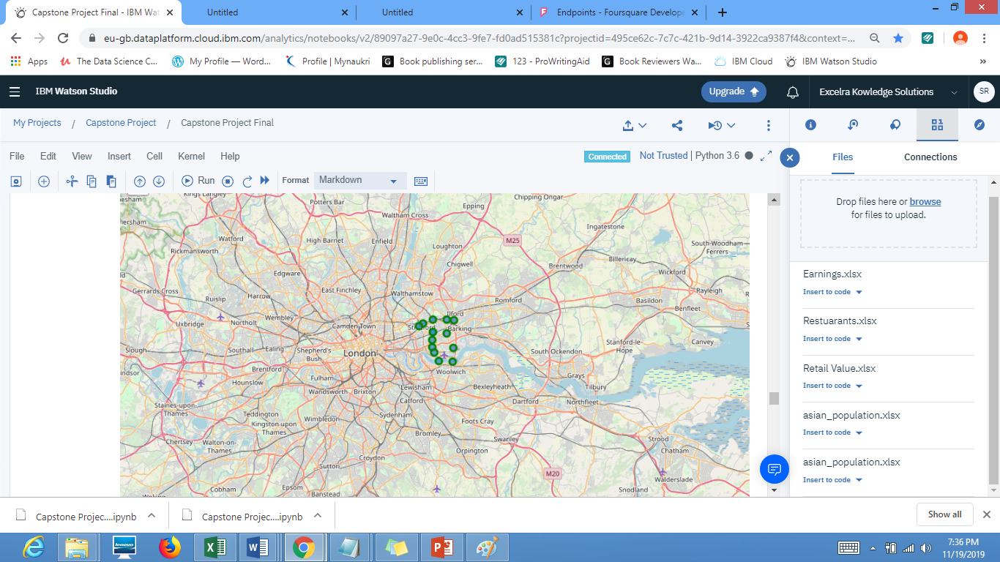 Capstone Project Final - IBM Wat
Untitled
Untitled
Endpoints - Foursquare Develope
eu-gb.dataplatform.cloud.ibm.com/analytics/notebooks/v2/89097a27-9e0c-4cc3-9fe7-fd0ad515381c?projectid=495ce62c-7c7c-421b-9d14-3922ca9387f4&context=...
Apps
The Data Science C...
My Profile — Word...
Profile | Mynaukri
Book publishing ser...
123 - ProWritingAid
Book Reviewers Wa...
IBM Cloud
IBM Watson Studio
»
IBM Watson Studio
Upgrade
Excelra Kowledge Solutions
SR
My Projects / Capstone Project / Capstone Project Final
File Edit View Insert Cell Kernel Help
Connected
Not Trusted | Python 3.6
Run
Format
Markdown
Files
Connections
Drop files here or browse
for files to upload.
Earnings.xlsx
Insert to code
Restuarants.xlsx
Insert to code
Retail Value.xlsx
Insert to code
asian_population.xlsx
Insert to code
asian_population.xlsx
Insert to code
Kings Langley
Potters Bar
Chipping Ongar
Epping
Waltham Cross
Ingatestone
Watford
High Barnet
Enfield
M25
South-Woodham-
Ferrers
Rickmansworth
Loughton
Chigwell
Brentwood
Billericay
Wickford
Edgware
Gerrards Cross
Ruislip
Harrow
East Finchley
Walthamstow
Romford
Basildon
Rayleigh
Benfleet
Uxbridge
Northolt
Wembley
Camden Town
Ilford
Barking
Slough
Southall
Ealing
Shepherd's
Bush
London
South Ockendon
Stanford-le-
Hope
Canvey
Brentford
Fulham
Woolwich
Grays
Tilbury
Hounslow
Wandsworth
Brixton
Lewisham
Catford
Bexleyheath
Dartford
Northfleet
Staines-upon-
Thames
Teddington
Kingston upon
Thames
Wimbledon
Sydenham
Foots Cray
Bromley
Swanley
Strood
Chatham
Chertsey
Walton-on-
Thames
Orpington
Croydon
Sutton
M20
Walderslade
Cobham
Epsom
Banstead
Snodland
Capstone Projec....ipynb
Capstone Projec....ipynb
Show all
lenovo
7:36 PM
11/19/2019